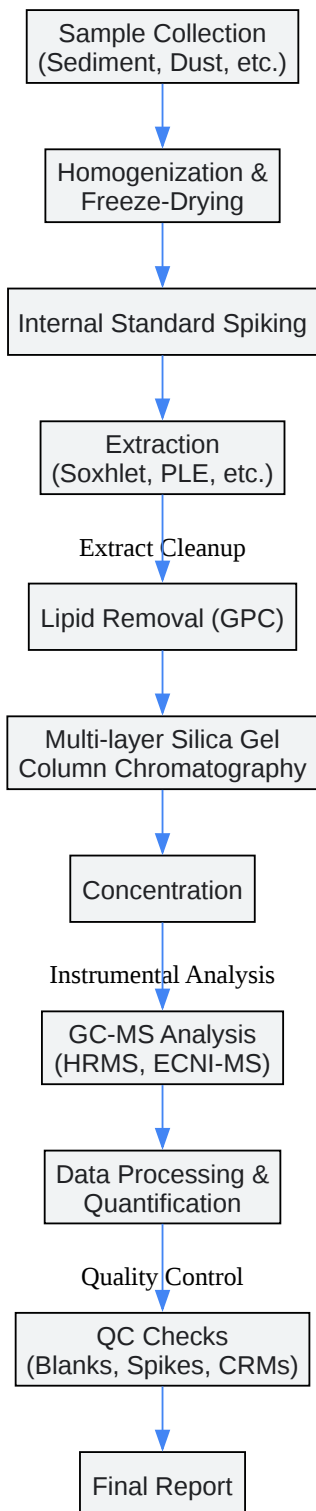 Sample Collection
(Sediment, Dust, etc.)
Homogenization &
Freeze-Drying
Internal Standard Spiking
Extraction
(Soxhlet, PLE, etc.)
Extract Cleanup
Lipid Removal (GPC)
Multi-layer Silica Gel
Column Chromatography
Concentration
Instrumental Analysis
GC-MS Analysis
(HRMS, ECNI-MS)
Data Processing &
Quantification
Quality Control
QC Checks
(Blanks, Spikes, CRMs)
Final Report